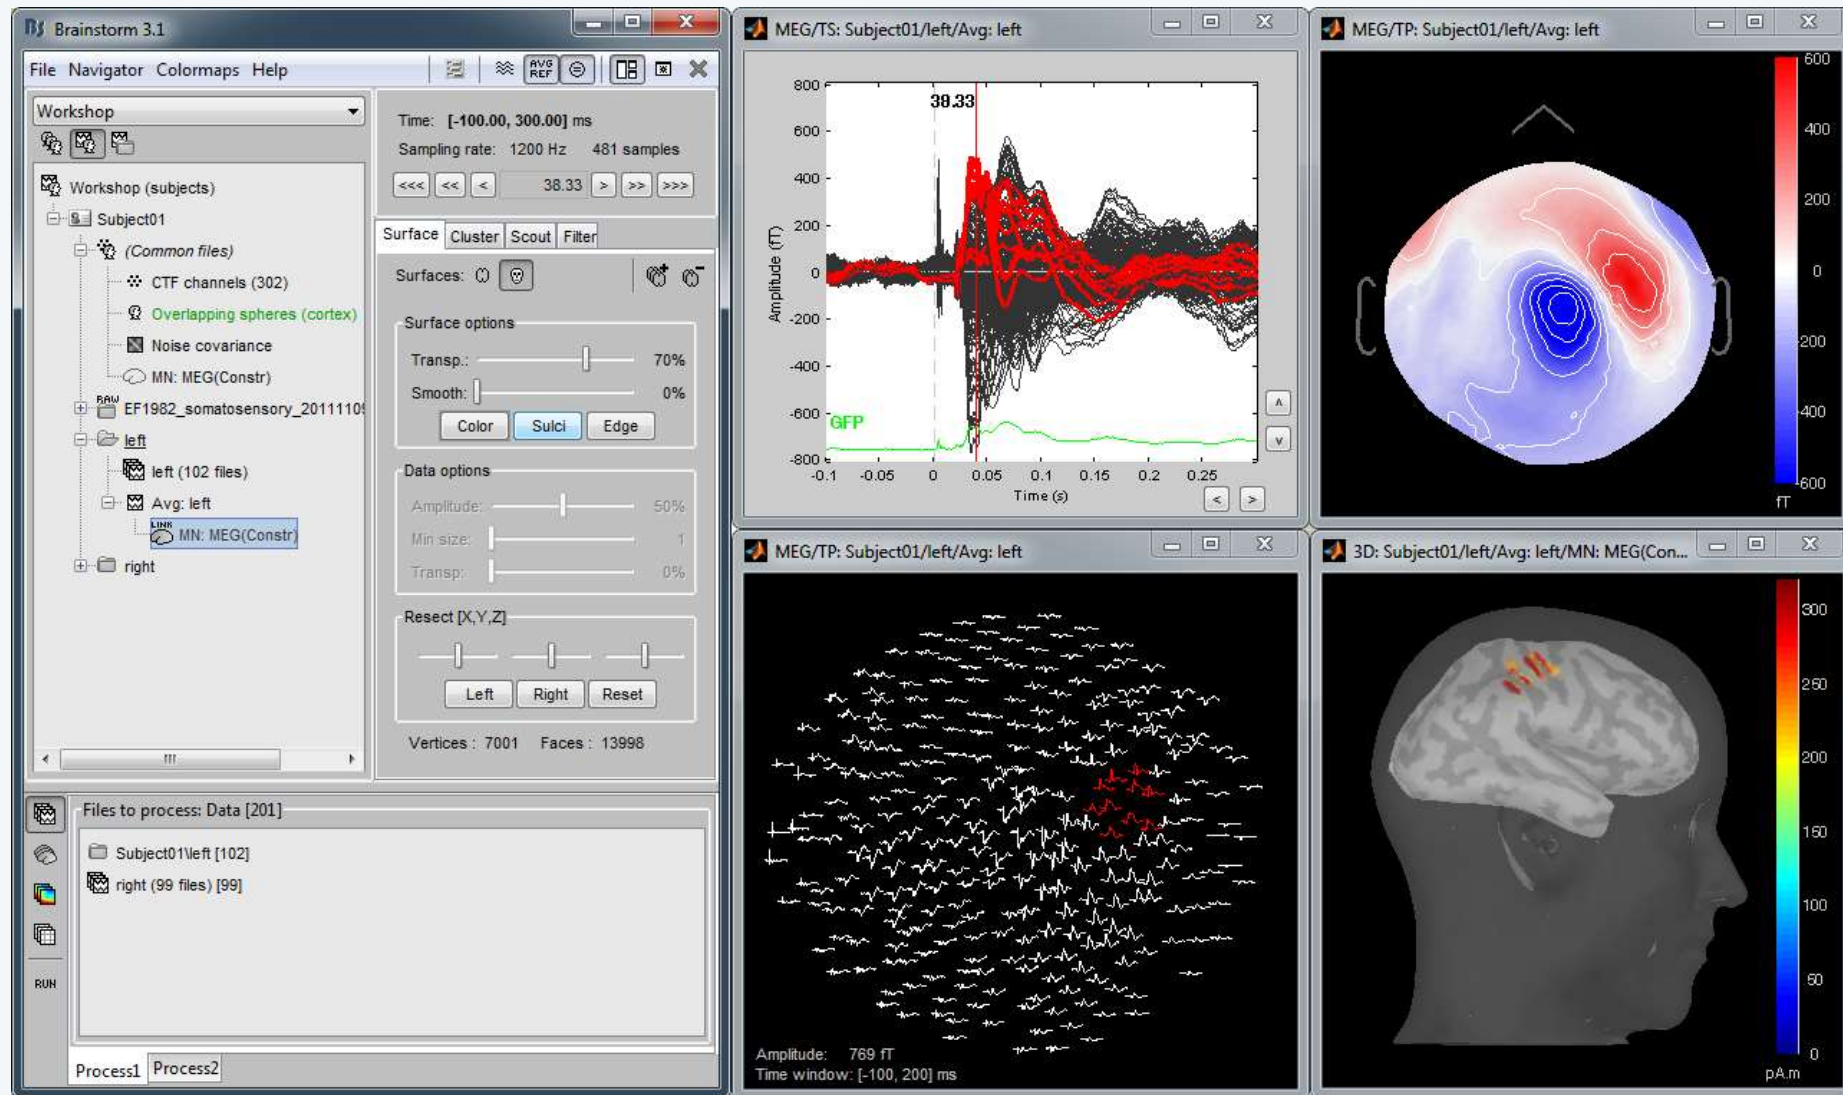 Brainstorm 3.1
File Navigator Colormaps Help
AVG REF
Workshop
Workshop (subjects)
Subject01
(Common files)
CTF channels (302)
Overlapping spheres (cortex)
Noise covariance
MN: MEG(Constr)
RAW EF1982_somatosensory_2011110
left
left (102 files)
Avg: left
LINK MN: MEG(Constr)
right
Time: [-100.00, 300.00] ms
Sampling rate: 1200 Hz 481 samples
<<< << < 38.33 > >> >>>
Surface Cluster Scout Filter
Surfaces:
Surface options
Transp.: 70%
Smooth: 0%
Color Sulci Edge
Data options
Amplitude: 50%
Min size: 1
Transp: 0%
Resect [X,Y,Z]
Left Right Reset
Vertices : 7001 Faces : 13998
Files to process: Data [201]
Subject01\left [102]
right (99 files) [99]
RUN
Process1 Process2
MEG/TS: Subject01/left/Avg: left
38.33
800
600
400
200
0
-200
-400
-600
-800
Amplitude (fT)
GFP
-0.1 -0.05 0 0.05 0.1 0.15 0.2 0.25
Time (s)
MEG/TP: Subject01/left/Avg: left
600
400
200
0
-200
-400
-600
fT
MEG/TP: Subject01/left/Avg: left
Amplitude: 769 fT
Time window: [-100, 200] ms
3D: Subject01/left/Avg: left/MN: MEG(Con...
300
250
200
150
100
50
0
pA.m